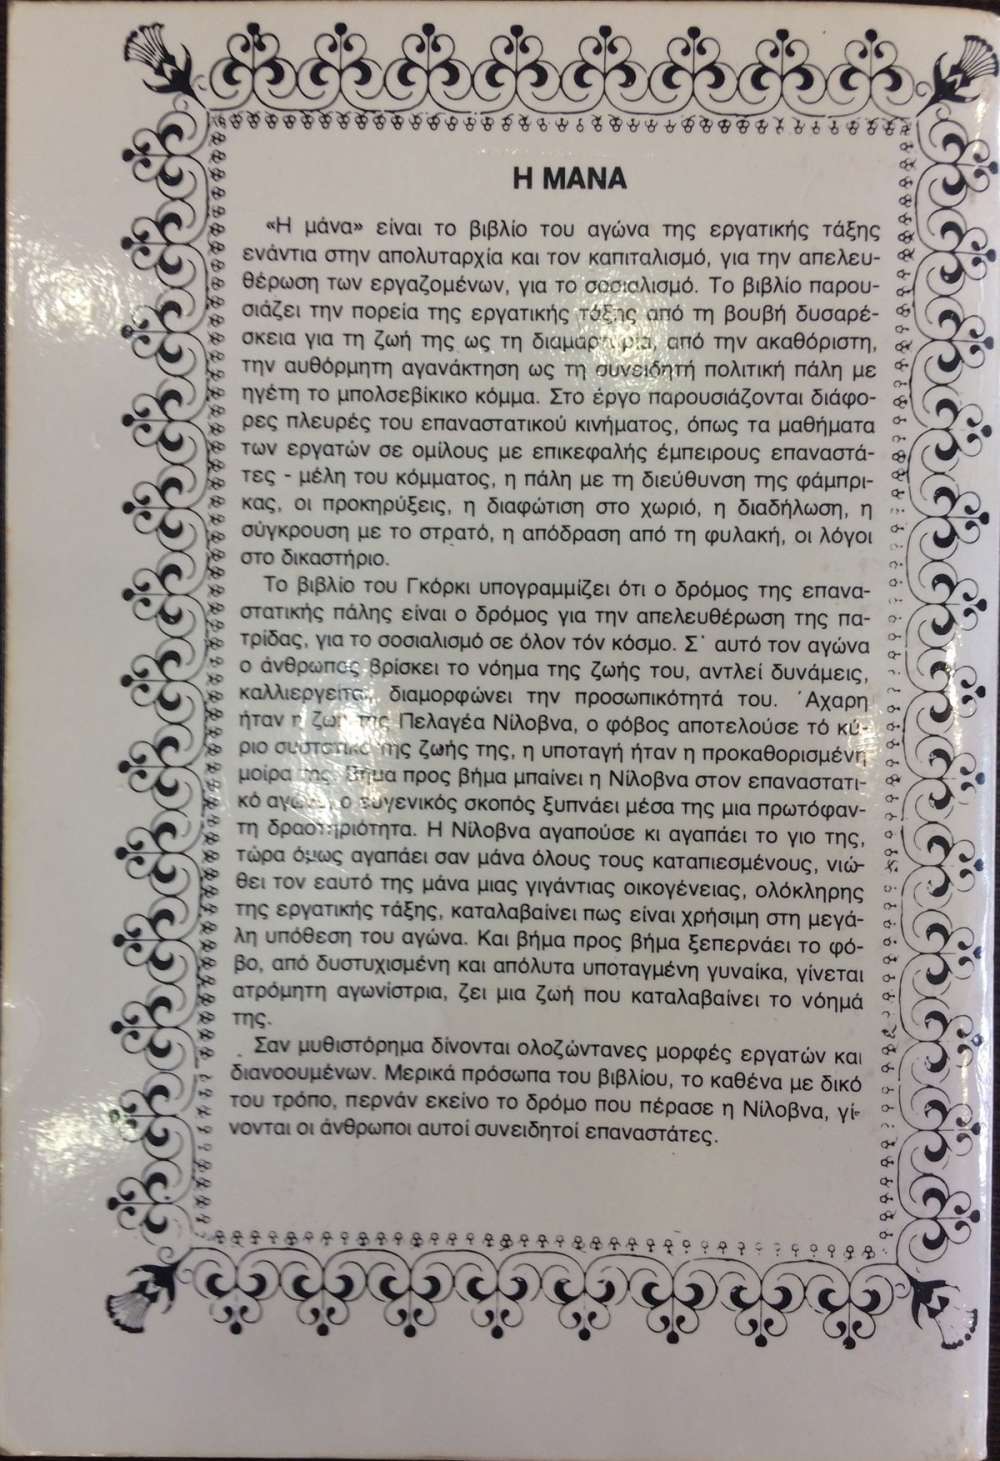 Η ΜΑΝΑ
«Η μάνα» είναι το βιβλίο του αγώνα της εργατικής τάξης
ενάντια στην απολυταρχία και τον καπιταλισμό, για την απελευ-
θέρωση των εργαζομένων, για το σοσιαλισμό. Το βιβλίο παρου-
σιάζει την πορεία της εργατικής τάξης από τη βουβή δυσαρέ-
σκεια για τη ζωή της ως τη διαμαρτυρία, από την ακαθόριστη,
την αυθόρμητη αγανάκτηση ως τη συνειδητή πολιτική πάλη με
ηγέτη το μπολσεβίκικο κόμμα. Στο έργο παρουσιάζονται διάφο-
ρες πλευρές του επαναστατικού κινήματος, όπως τα μαθήματα
των εργατών σε ομίλους με επικεφαλής έμπειρους επαναστά-
τες - μέλη του κόμματος, η πάλη με τη διεύθυνση της φάμπρι-
κας, οι προκηρύξεις, η διαφώτιση στο χωριό, η διαδήλωση, η
σύγκρουση με το στρατό, η απόδραση από τη φυλακή, οι λόγοι
στο δικαστήριο.
Το βιβλίο του Γκόρκι υπογραμμίζει ότι ο δρόμος της επανα-
στατικής πάλης είναι ο δρόμος για την απελευθέρωση της πα-
τρίδας, για το σοσιαλισμό σε όλον τόν κόσμο. Σ΄ αυτό τον αγώνα
ο άνθρωπος βρίσκει το νόημα της ζωής του, αντλεί δυνάμεις,
καλλιεργείται, διαμορφώνει την προσωπικότητά του. ΄Αχαρη
ήταν η ζωή της Πελαγέα Νίλοβνα, ο φόβος αποτελούσε τό κύ-
ριο συστατικό της ζωής της, η υποταγή ήταν η προκαθορισμένη
μοίρα της. Βήμα προς βήμα μπαίνει η Νίλοβνα στον επαναστατι-
κό αγώνα, ο ευγενικός σκοπός ξυπνάει μέσα της μια πρωτόφαν-
τη δραστηριότητα. Η Νίλοβνα αγαπούσε κι αγαπάει το γιο της,
τώρα όμως αγαπάει σαν μάνα όλους τους καταπιεσμένους, νιώ-
θει τον εαυτό της μάνα μιας γιγάντιας οικογένειας, ολόκληρης
της εργατικής τάξης, καταλαβαίνει πως είναι χρήσιμη στη μεγά-
λη υπόθεση του αγώνα. Και βήμα προς βήμα ξεπερνάει το φό-
βο, από δυστυχισμένη και απόλυτα υποταγμένη γυναίκα, γίνεται
ατρόμητη αγωνίστρια, ζει μια ζωή που καταλαβαίνει το νόημά
της.
Σαν μυθιστόρημα δίνονται ολοζώντανες μορφές εργατών και
διανοουμένων. Μερικά πρόσωπα του βιβλίου, το καθένα με δικό
του τρόπο, περνάν εκείνο το δρόμο που πέρασε η Νίλοβνα, γί-
νονται οι άνθρωποι αυτοί συνειδητοί επαναστάτες.